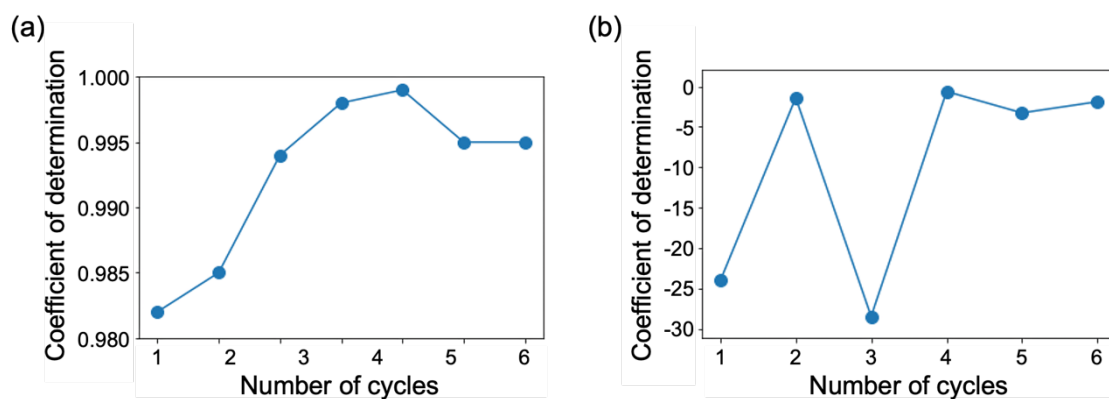 (a)
Coefficient of determination
1.000
0.995
0.990
0.985
0.980
1 2 3 4 5 6
Number of cycles
(b)
Coefficient of determination
0
-5
-10
-15
-20
-25
-30
1 2 3 4 5 6
Number of cycles